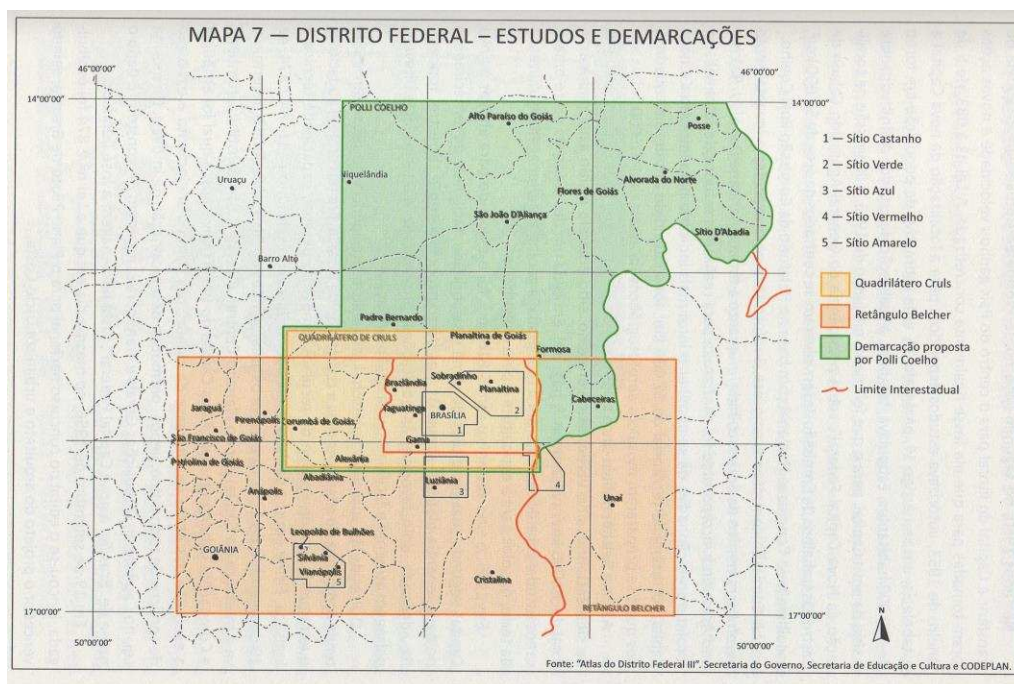 MAPA 7 — DISTRITO FEDERAL – ESTUDOS E DEMARCAÇÕES
46°00'00"
46°00'00"
14°00'00"
14°00'00"
POLLI COELHO
Alto Paraíso do Goiás
Posse
Uruaçu
Niquelândia
Alvorada do Norte
Flores de Goiás
São João D'Aliança
Sítio D'Abadia
Barro Alto
Padre Bernardo
QUADRILÁTERO DE CRULS
Planaltina de Goiás
Formosa
Sobradinho
Brazlândia
Planaltina
Jaraguá
Taguatinga
BRASÍLIA
2
Cabeceiras
Pirenópolis
Corumbá de Goiás
1
São Francisco de Goiás
Gama
Petrolina de Goiás
Alexânia
Abadiânia
Luziânia
4
Anápolis
3
Unaí
Leopoldo de Bulhões
GOIÂNIA
Silvânia
Vianópolis
5
Cristalina
RETÂNGULO BELCHER
17°00'00"
17°00'00"
50°00'00"
50°00'00"
1 — Sítio Castanho
2 — Sítio Verde
3 — Sítio Azul
4 — Sítio Vermelho
5 — Sítio Amarelo
Quadrilátero Cruls
Retângulo Belcher
Demarcação proposta
por Polli Coelho
Limite Interestadual
N
Fonte: "Atlas do Distrito Federal III". Secretaria do Governo, Secretaria de Educação e Cultura e CODEPLAN.